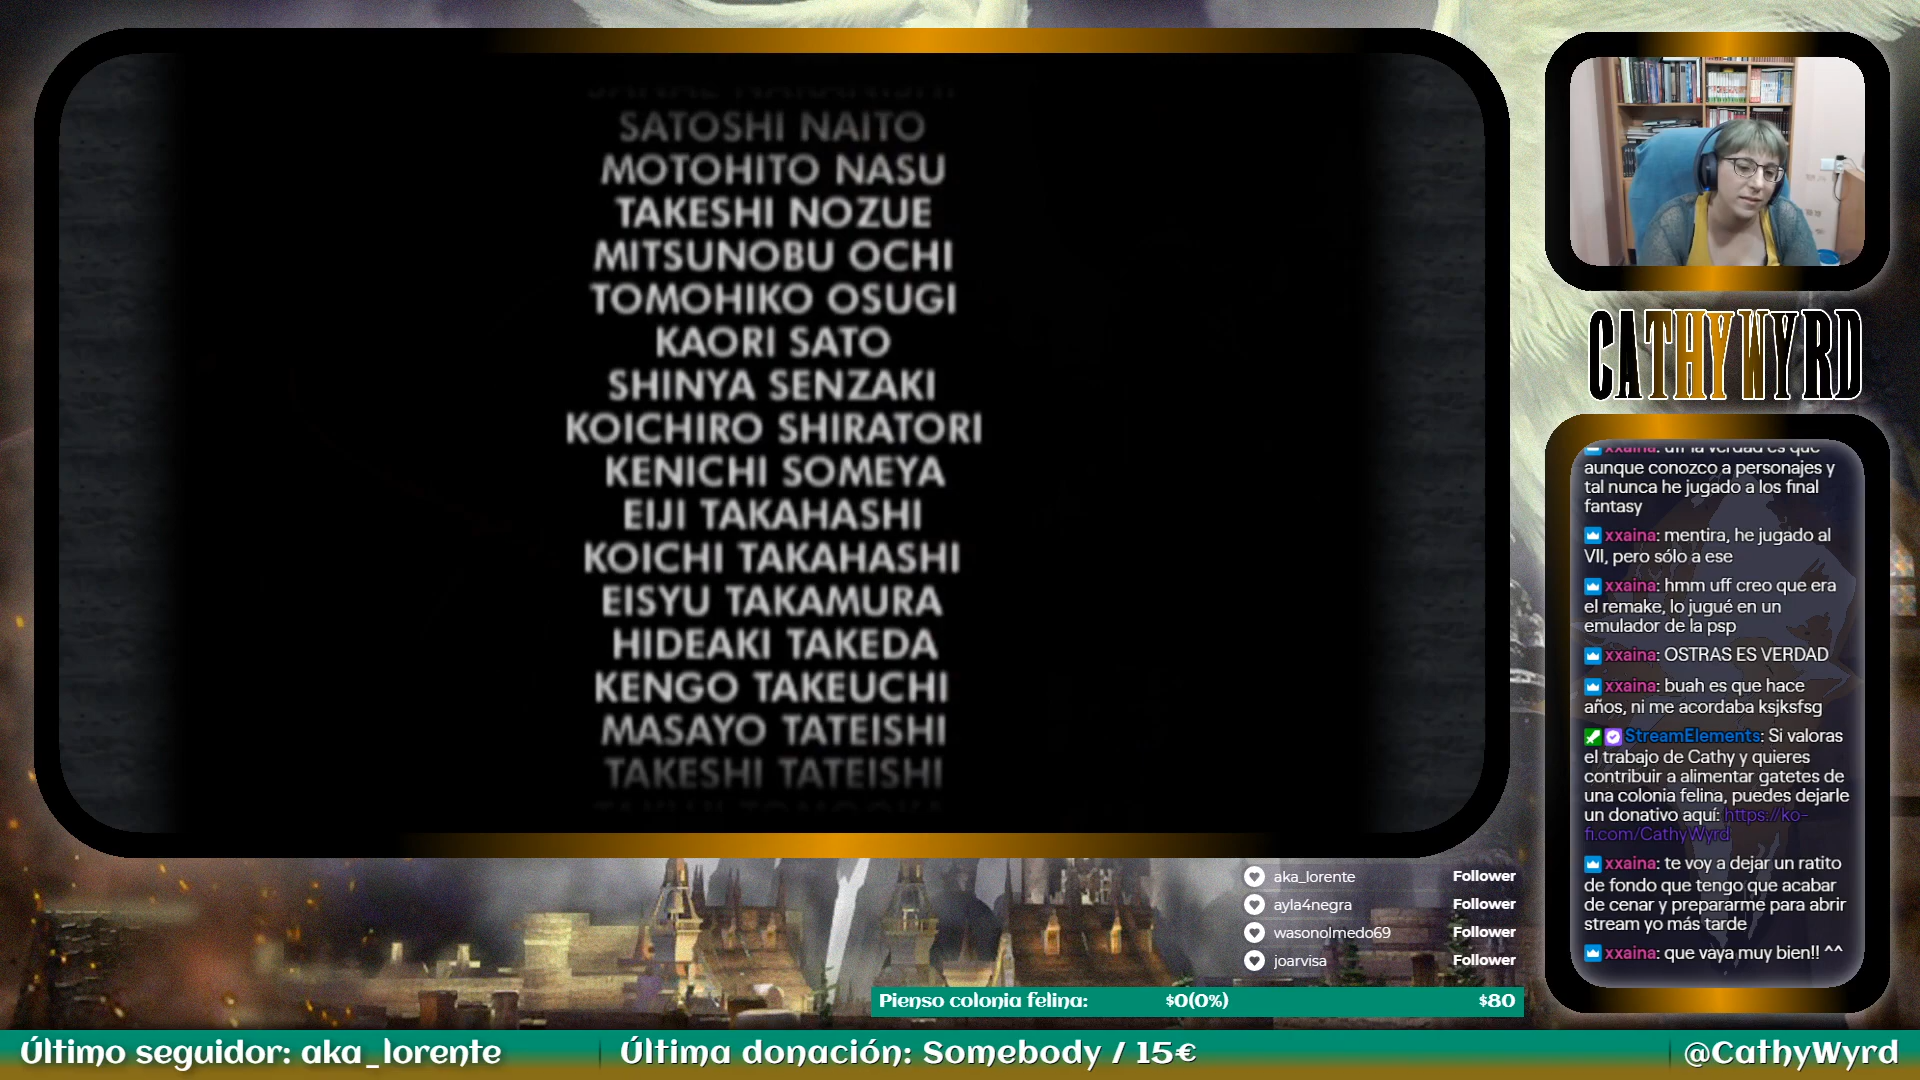 SATOSHI NAITO
MOTOHITO NASU
TAKESHI NOZUE
MITSUNOBU OCHI
TOMOHIKO OSUGI
KAORI SATO
SHINYA SENZAKI
KOICHIRO SHIRATORI
KENICHI SOMEYA
EIJI TAKAHASHI
KOICHI TAKAHASHI
EISYU TAKAMURA
HIDEAKI TAKEDA
KENGO TAKEUCHI
MASAYO TATEISHI
TAKESHI TATEISHI
CATHYWYRD
xxaina: uff la verdad es que
aunque conozco a personajes y
tal nunca he jugado a los final
fantasy
xxaina: mentira, he jugado al
VII, pero sólo a ese
xxaina: hmm uff creo que era
el remake, lo jugué en un
emulador de la psp
xxaina: OSTRAS ES VERDAD
xxaina: buah es que hace
años, ni me acordaba ksjksfsg
StreamElements: Si valoras
el trabajo de Cathy y quieres
contribuir a alimentar gatetes de
una colonia felina, puedes dejarle
un donativo aquí: https://ko-
fi.com/CathyWyrd
xxaina: te voy a dejar un ratito
de fondo que tengo que acabar
de cenar y prepararme para abrir
stream yo más tarde
xxaina: que vaya muy bien!! ^^
aka_lorente Follower
ayla4negra Follower
wasonolmedo69 Follower
joarvisa Follower
Pienso colonia felina: $0(0%) $80
Último seguidor: aka_lorente Última donación: Somebody / 15€ @CathyWyrd